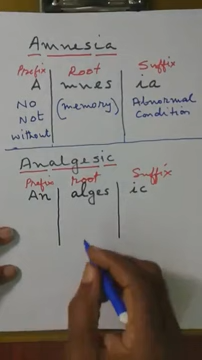 Amnesia
Prefix Root Suffix
A mnes ia
No (memory) Abnormal
Not Condition
without
Analgesic
Prefix root Suffix
An alges ic